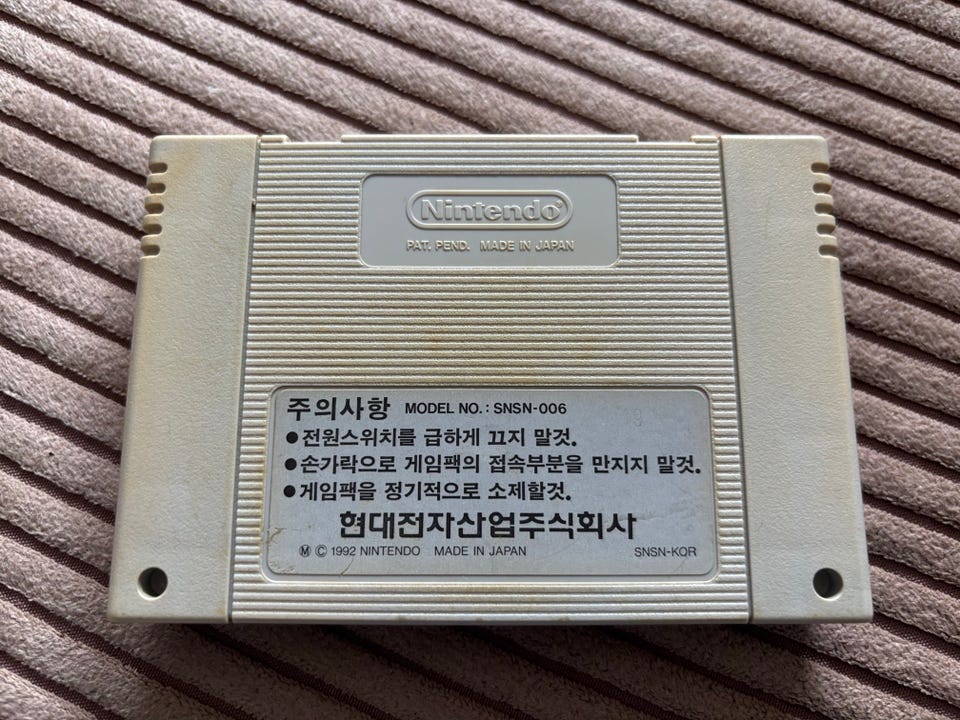 Nintendo®
PAT. PEND. MADE IN JAPAN
주의사항 MODEL NO.: SNSN-006
●전원스위치를 급하게 끄지 말것.
●손가락으로 게임팩의 접속부분을 만지지 말것.
●게임팩을 정기적으로 소제할것.
현대전자산업주식회사
Ⓜ © 1992 NINTENDO MADE IN JAPAN SNSN-KOR